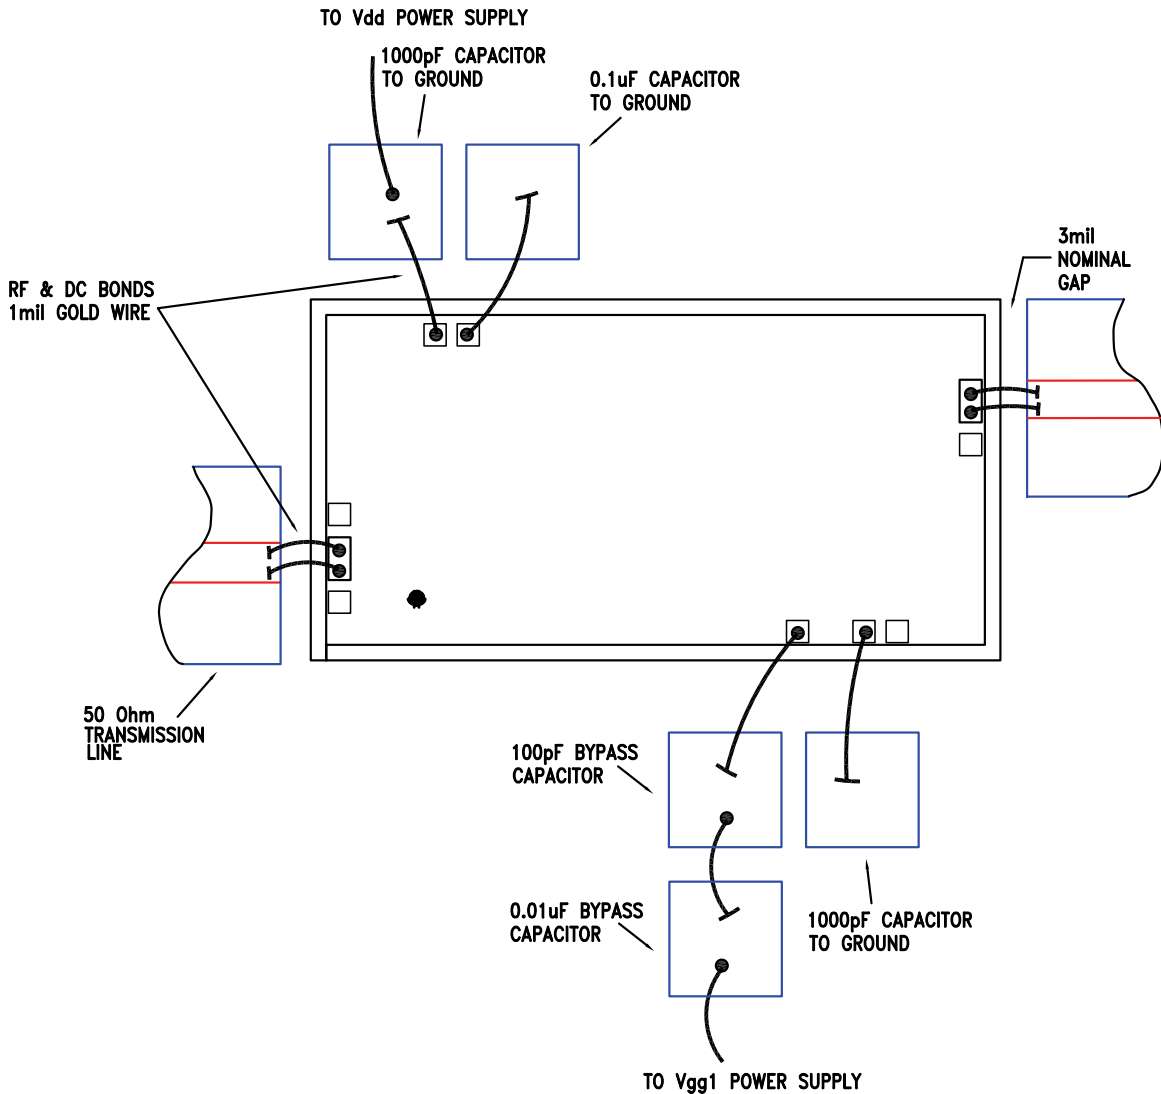 TO Vdd POWER SUPPLY
1000pF CAPACITOR
TO GROUND
0.1uF CAPACITOR
TO GROUND
3mil
NOMINAL
GAP
RF & DC BONDS
1mil GOLD WIRE
50 Ohm
TRANSMISSION
LINE
100pF BYPASS
CAPACITOR
0.01uF BYPASS
CAPACITOR
1000pF CAPACITOR
TO GROUND
TO Vgg1 POWER SUPPLY